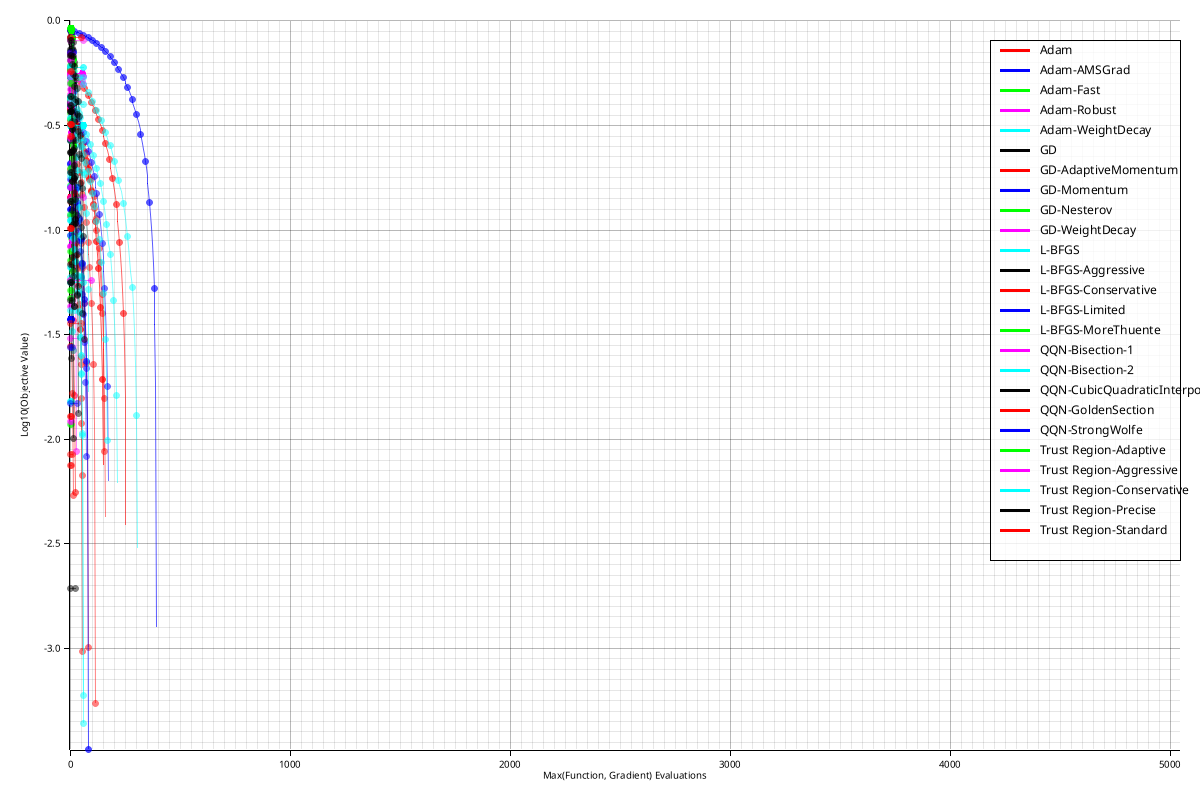 0.0
-0.5
-1.0
-1.5
-2.0
-2.5
-3.0
Log10(Objective Value)
0
1000
2000
3000
4000
5000
Max(Function, Gradient) Evaluations
Adam
Adam-AMSGrad
Adam-Fast
Adam-Robust
Adam-WeightDecay
GD
GD-AdaptiveMomentum
GD-Momentum
GD-Nesterov
GD-WeightDecay
L-BFGS
L-BFGS-Aggressive
L-BFGS-Conservative
L-BFGS-Limited
L-BFGS-MoreThuente
QQN-Bisection-1
QQN-Bisection-2
QQN-CubicQuadraticInterpo
QQN-GoldenSection
QQN-StrongWolfe
Trust Region-Adaptive
Trust Region-Aggressive
Trust Region-Conservative
Trust Region-Precise
Trust Region-Standard